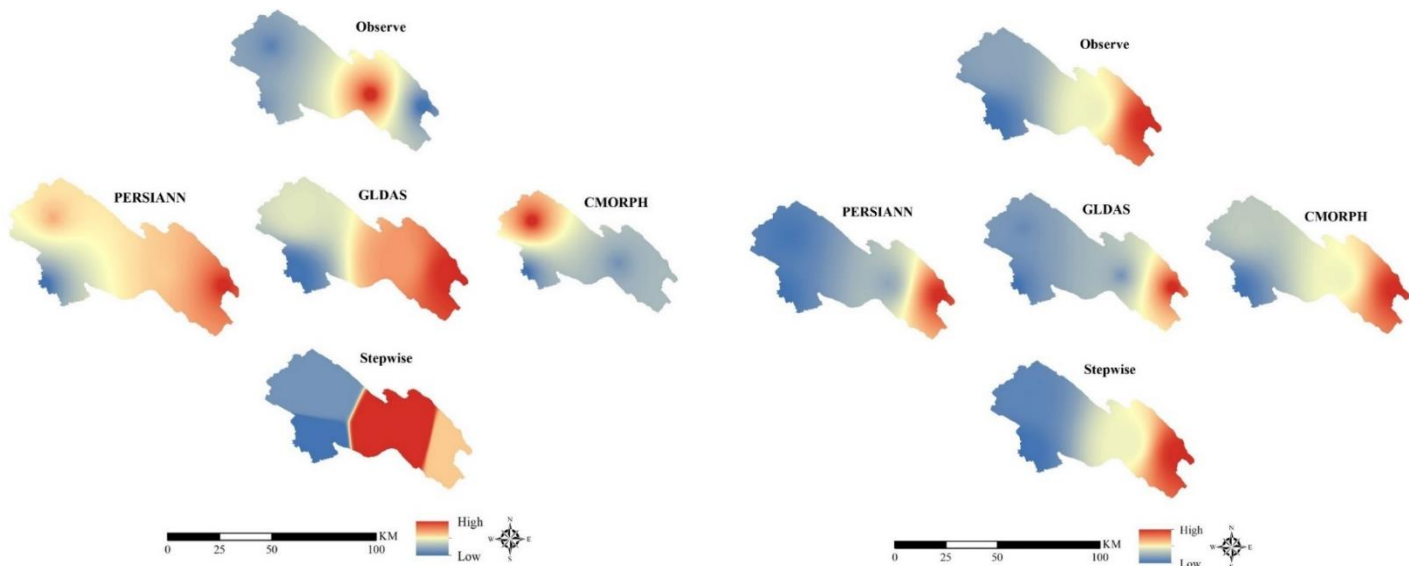 Observe
PERSIANN
GLDAS
CMORPH
Stepwise
KM
0 25 50 100
High
Low
N
W E
S
Observe
PERSIANN
GLDAS
CMORPH
Stepwise
KM
0 25 50 100
High
Low
N
W E
S